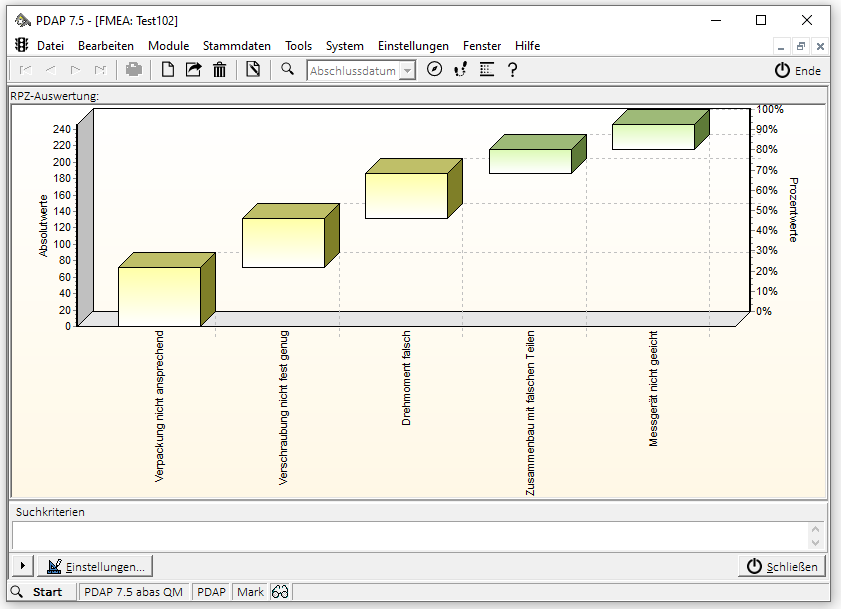 PDAP 7.5 - [FMEA: Test102]
Datei Bearbeiten Module Stammdaten Tools System Einstellungen Fenster Hilfe
Abschlussdatum Ende
RPZ-Auswertung:
Absolutwerte
240
220
200
180
160
140
120
100
80
60
40
20
0
100%
90%
80%
70%
60%
50%
40%
30%
20%
10%
0%
Prozentwerte
Verpackung nicht ansprechend
Verschraubung nicht fest genug
Drehmoment falsch
Zusammenbau mit falschen Teilen
Messgerät nicht geeicht
Suchkriterien
Einstellungen... Schließen
Start PDAP 7.5 abas QM PDAP Mark